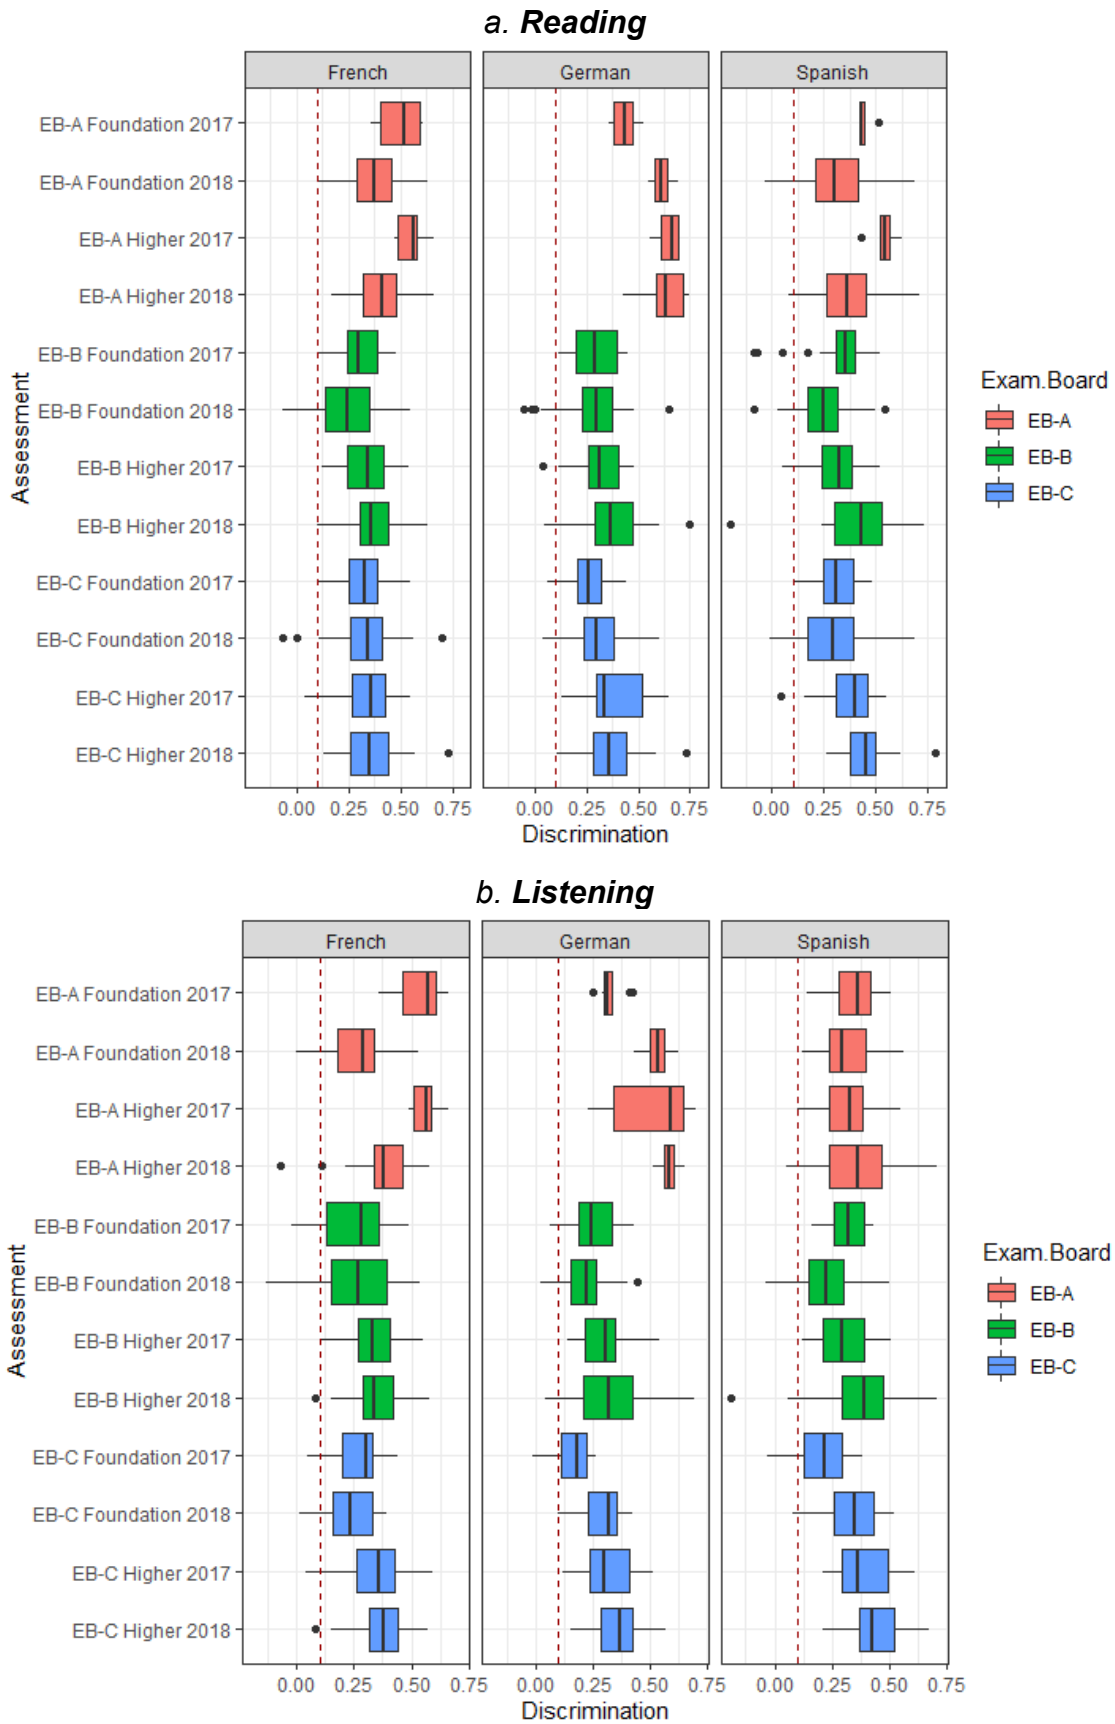 a. Reading
French German Spanish
EB-A Foundation 2017
EB-A Foundation 2018
EB-A Higher 2017
EB-A Higher 2018
EB-B Foundation 2017
EB-B Foundation 2018
EB-B Higher 2017
EB-B Higher 2018
EB-C Foundation 2017
EB-C Foundation 2018
EB-C Higher 2017
EB-C Higher 2018
Assessment
0.00 0.25 0.50 0.75 0.00 0.25 0.50 0.75 0.00 0.25 0.50 0.75
Discrimination
Exam.Board
EB-A
EB-B
EB-C
b. Listening
French German Spanish
EB-A Foundation 2017
EB-A Foundation 2018
EB-A Higher 2017
EB-A Higher 2018
EB-B Foundation 2017
EB-B Foundation 2018
EB-B Higher 2017
EB-B Higher 2018
EB-C Foundation 2017
EB-C Foundation 2018
EB-C Higher 2017
EB-C Higher 2018
Assessment
0.00 0.25 0.50 0.75 0.00 0.25 0.50 0.75 0.00 0.25 0.50 0.75
Discrimination
Exam.Board
EB-A
EB-B
EB-C